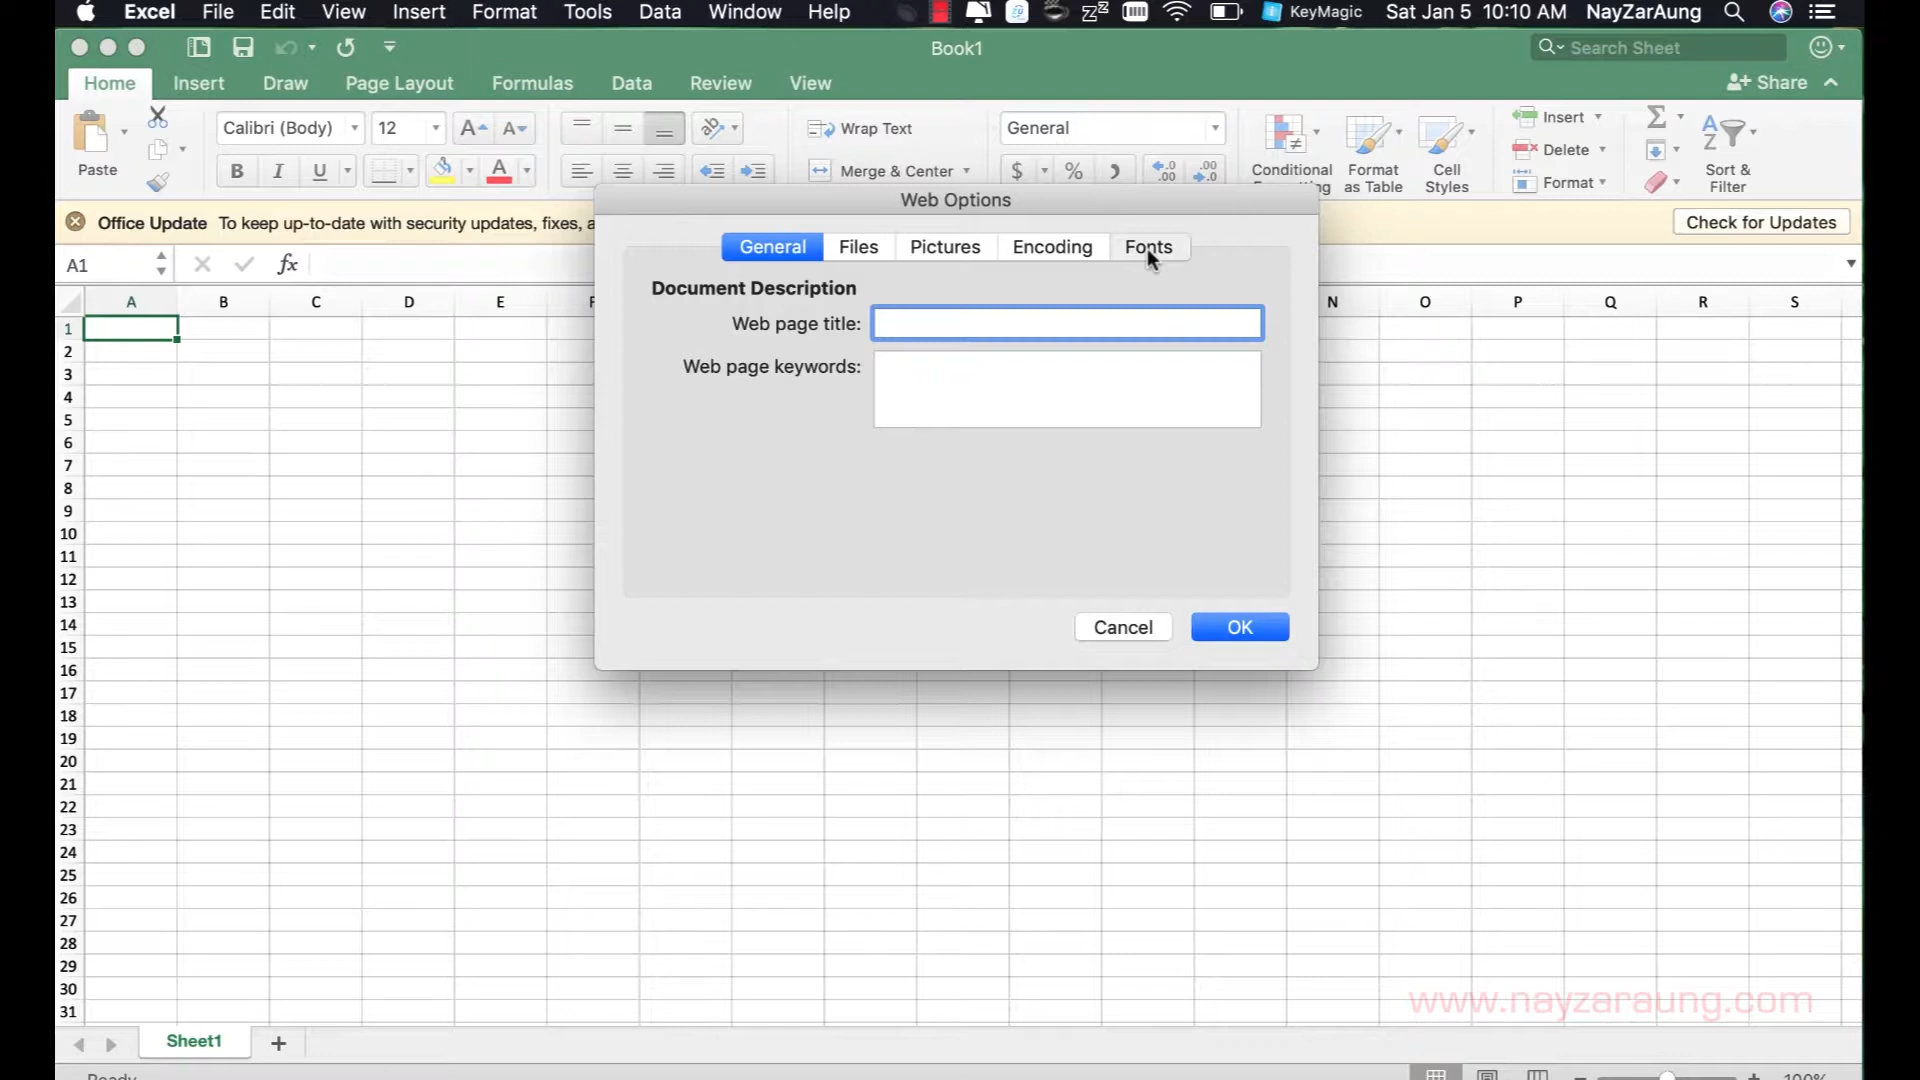 Excel File Edit View Insert Format Tools Data Window Help KeyMagic Sat Jan 5 10:10 AM NayZarAung
Book1
Search Sheet
Home Insert Draw Page Layout Formulas Data Review View
Share
Paste
Calibri (Body) 12
Wrap Text
General
Insert
B I U
Merge & Center
$ % )
Conditional
Format as Table
Cell Styles
Delete
Format
Sort & Filter
Web Options
Office Update To keep up-to-date with security updates, fixes,
Check for Updates
A1 fx
General Files Pictures Encoding Fonts
Document Description
Web page title:
Web page keywords:
Cancel OK
A B C D E N O P Q R S
1
2
3
4
5
6
7
8
9
10
11
12
13
14
15
16
17
18
19
20
21
22
23
24
25
26
27
28
29
30
31
www.nayzaraung.com
Sheet1 +
Ready
100%